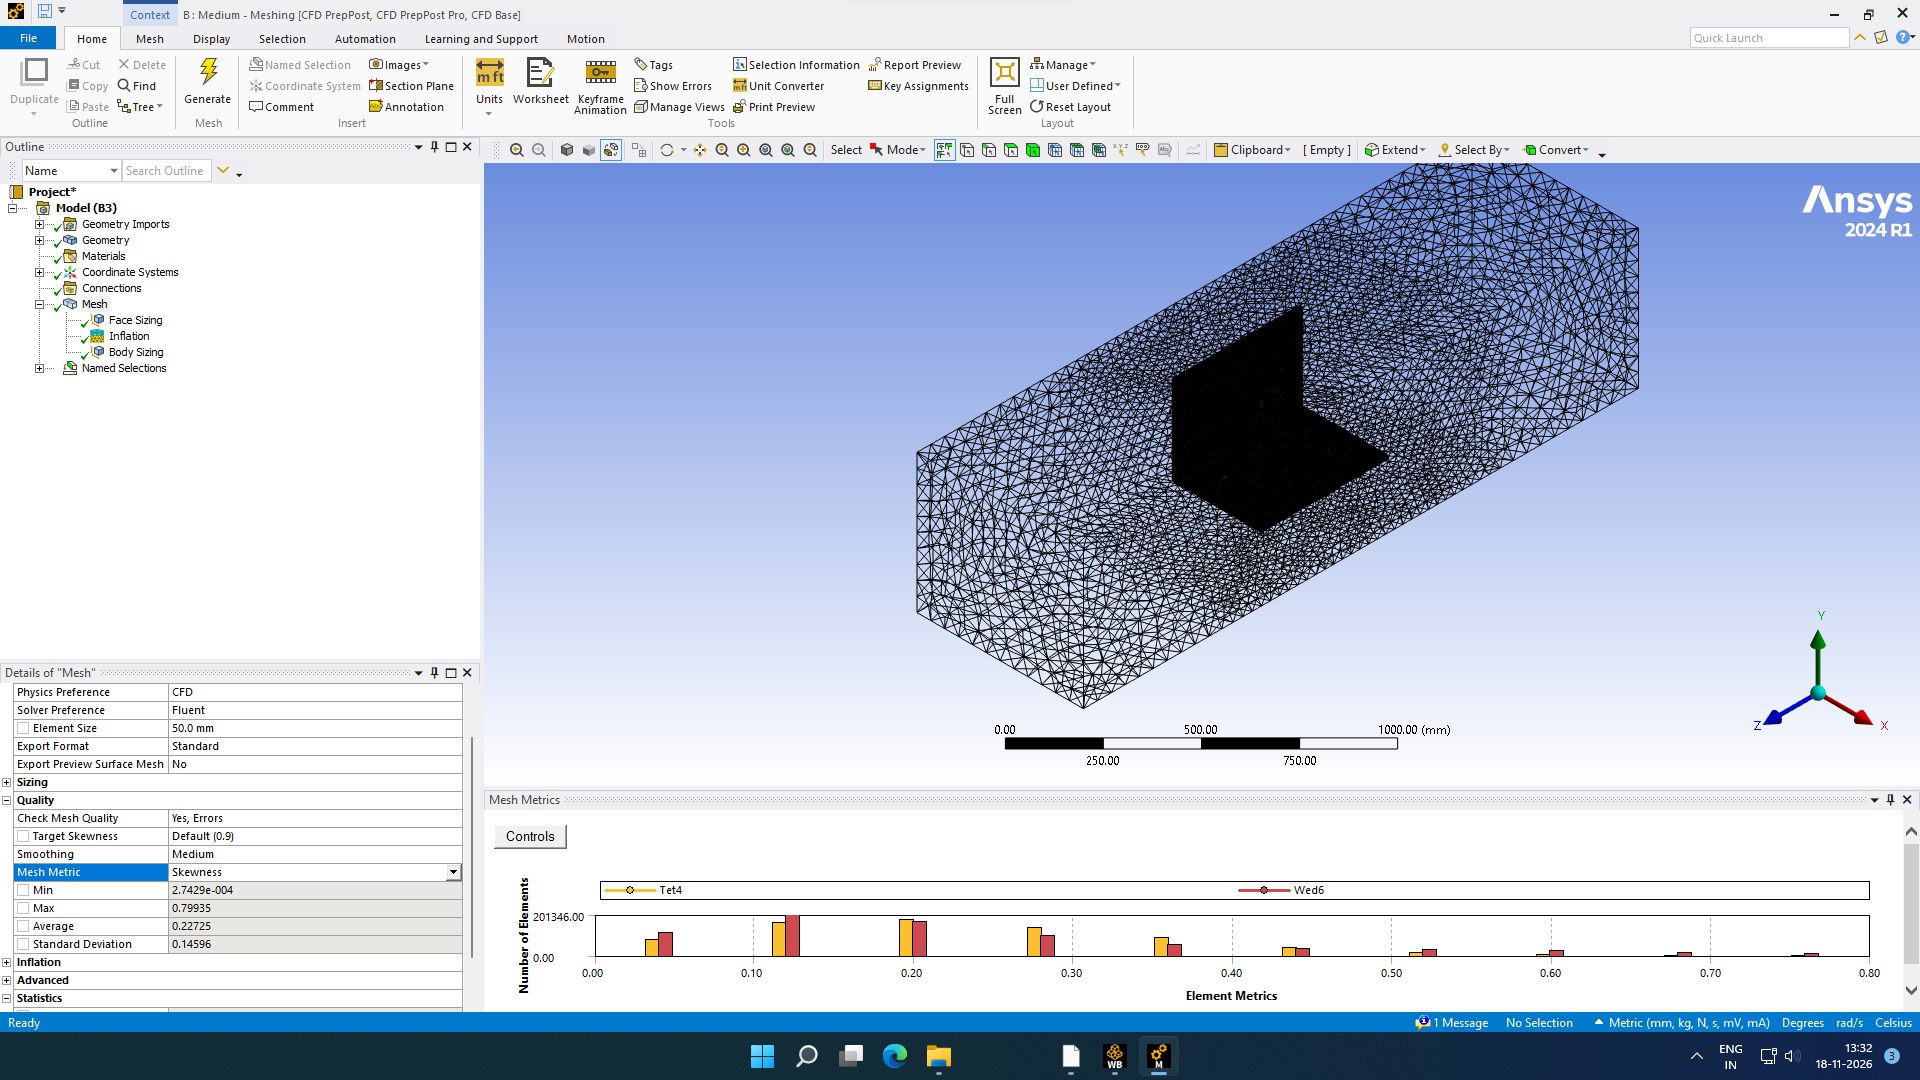 Context
B : Medium - Meshing [CFD PrepPost, CFD PrepPost Pro, CFD Base]
File
Home
Mesh
Display
Selection
Automation
Learning and Support
Motion
Quick Launch
Duplicate
Cut
Copy
Paste
Delete
Find
Tree
Outline
Generate
Mesh
Named Selection
Coordinate System
Comment
Images
Section Plane
Annotation
Insert
m ft
Units
Worksheet
Keyframe
Animation
Tags
Show Errors
Manage Views
Selection Information
Unit Converter
Print Preview
Report Preview
Key Assignments
Tools
Full
Screen
Manage
User Defined
Reset Layout
Layout
Outline
Name
Search Outline
Select
Mode
Clipboard
[ Empty ]
Extend
Select By
Convert
Project*
Model (B3)
Geometry Imports
Geometry
Materials
Coordinate Systems
Connections
Mesh
Face Sizing
Inflation
Body Sizing
Named Selections
Ansys
2024 R1
Y
Z
X
0.00
500.00
1000.00 (mm)
250.00
750.00
Details of "Mesh"
Physics Preference
CFD
Solver Preference
Fluent
Element Size
50.0 mm
Export Format
Standard
Export Preview Surface Mesh
No
Sizing
Quality
Check Mesh Quality
Yes, Errors
Target Skewness
Default (0.9)
Smoothing
Medium
Mesh Metric
Skewness
Min
2.7429e-004
Max
0.79935
Average
0.22725
Standard Deviation
0.14596
Inflation
Advanced
Statistics
Mesh Metrics
Controls
Tet4
Wed6
Number of Elements
201346.00
0.00
0.00
0.10
0.20
0.30
0.40
0.50
0.60
0.70
0.80
Element Metrics
Ready
1 Message
No Selection
Metric (mm, kg, N, s, mV, mA)
Degrees
rad/s
Celsius
WB
M
ENG
IN
13:32
18-11-2026
3